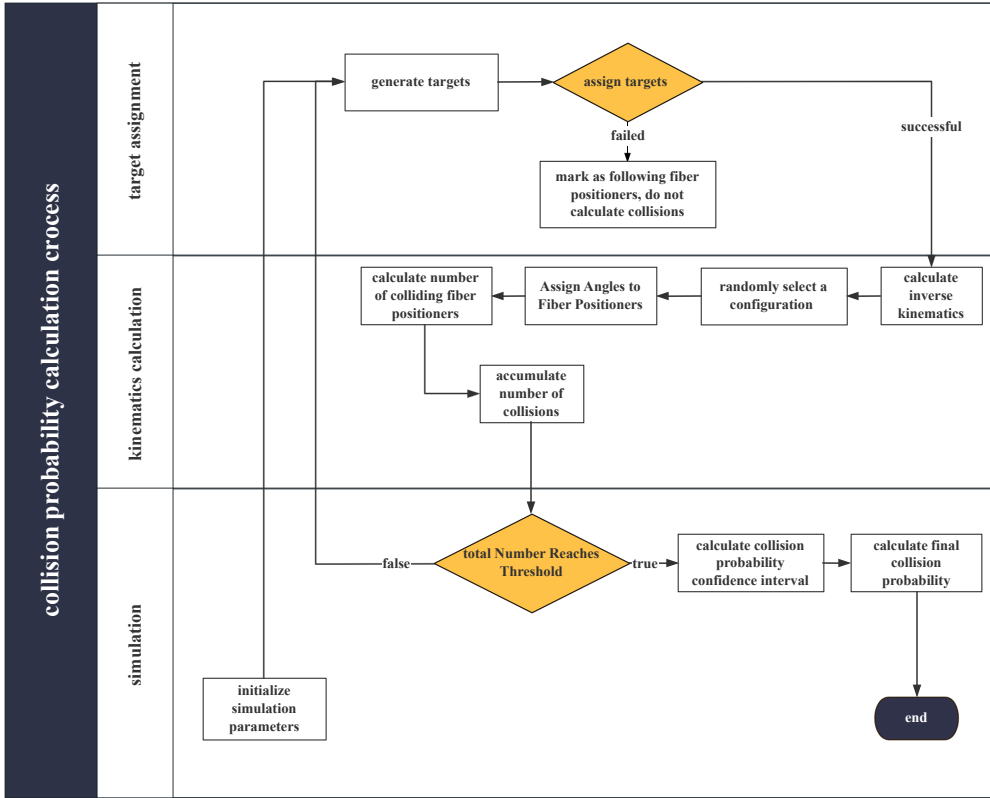 collision probability calculation crocess
target assignment
generate targets
assign targets
failed
successful
mark as following fiber
positioners, do not
calculate collisions
kinematics calculation
calculate number
of colliding fiber
positioners
Assign Angles to
Fiber Positioners
randomly select a
configuration
calculate
inverse
kinematics
accumulate
number of
collisions
simulation
false
total Number Reaches
Threshold
true
calculate collision
probability
confidence interval
calculate final
collision
probability
initialize
simulation
parameters
end